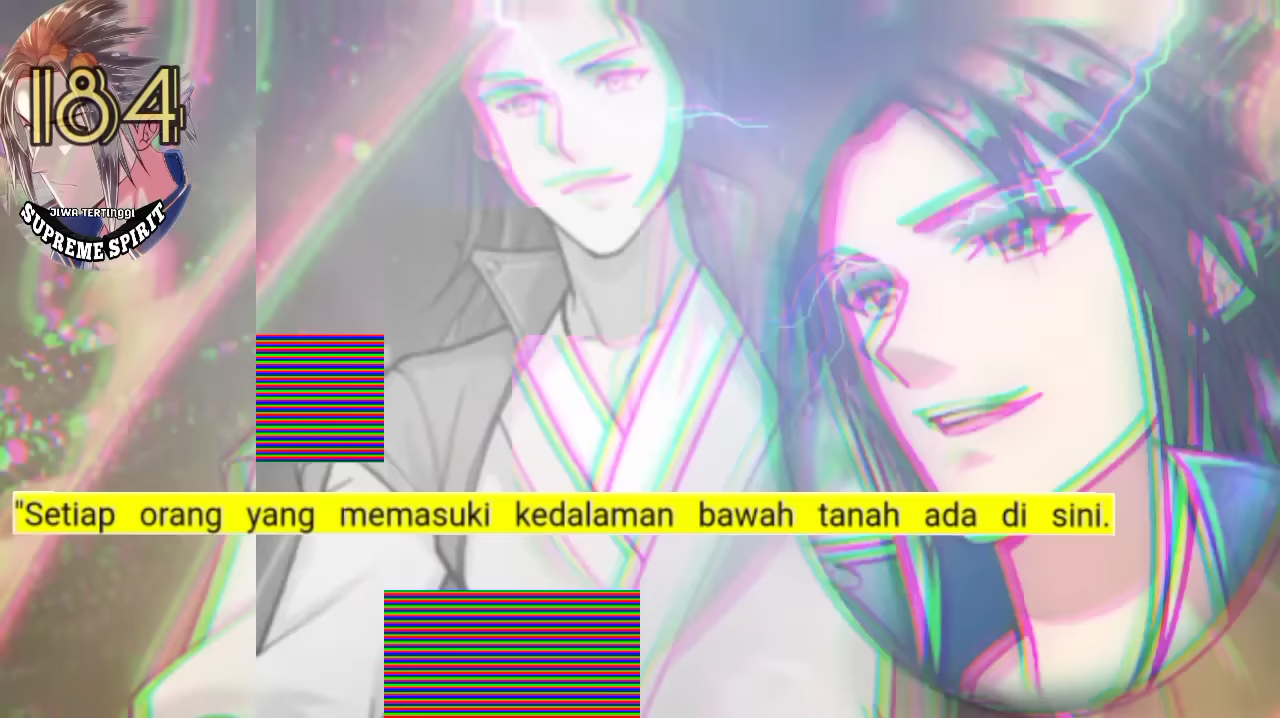 184
JIWA TERTINGGI
SUPREME SPIRIT
"Setiap orang yang memasuki kedalaman bawah tanah ada di sini.